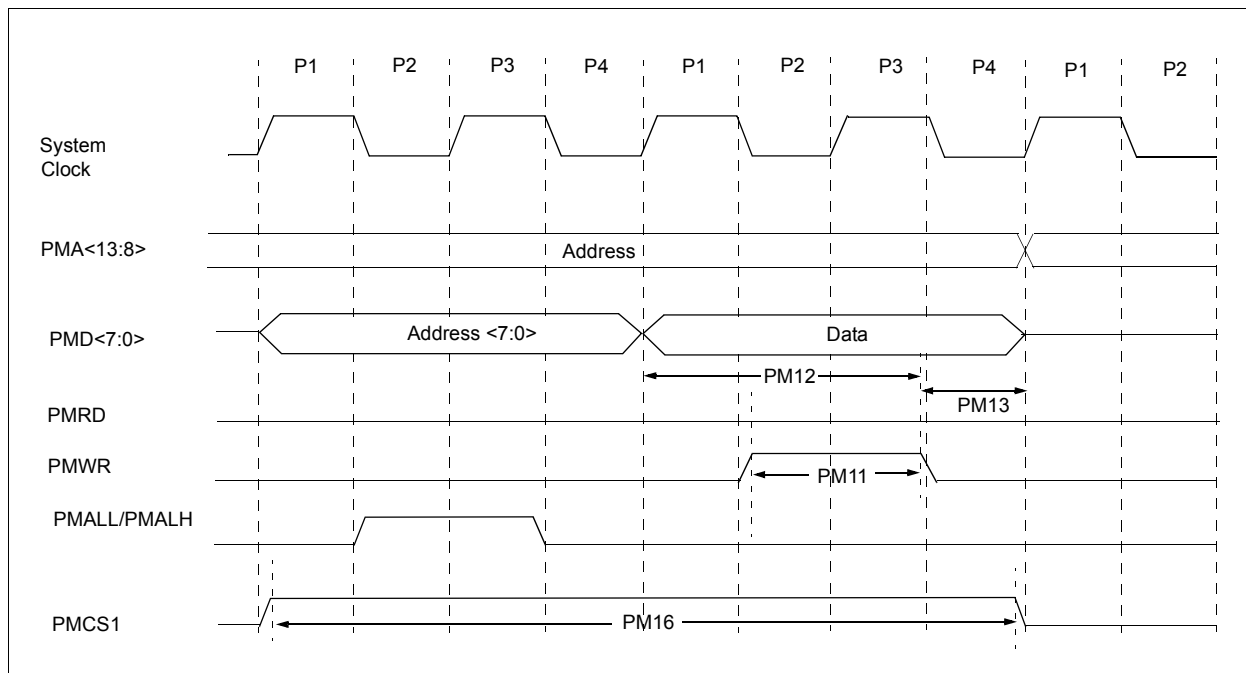 P1 P2 P3 P4 P1 P2 P3 P4 P1 P2
System
Clock
PMA<13:8>
Address
PMD<7:0>
Address <7:0>
Data
PM12
PM13
PMRD
PMWR
PM11
PMALL/PMALH
PMCS1
PM16